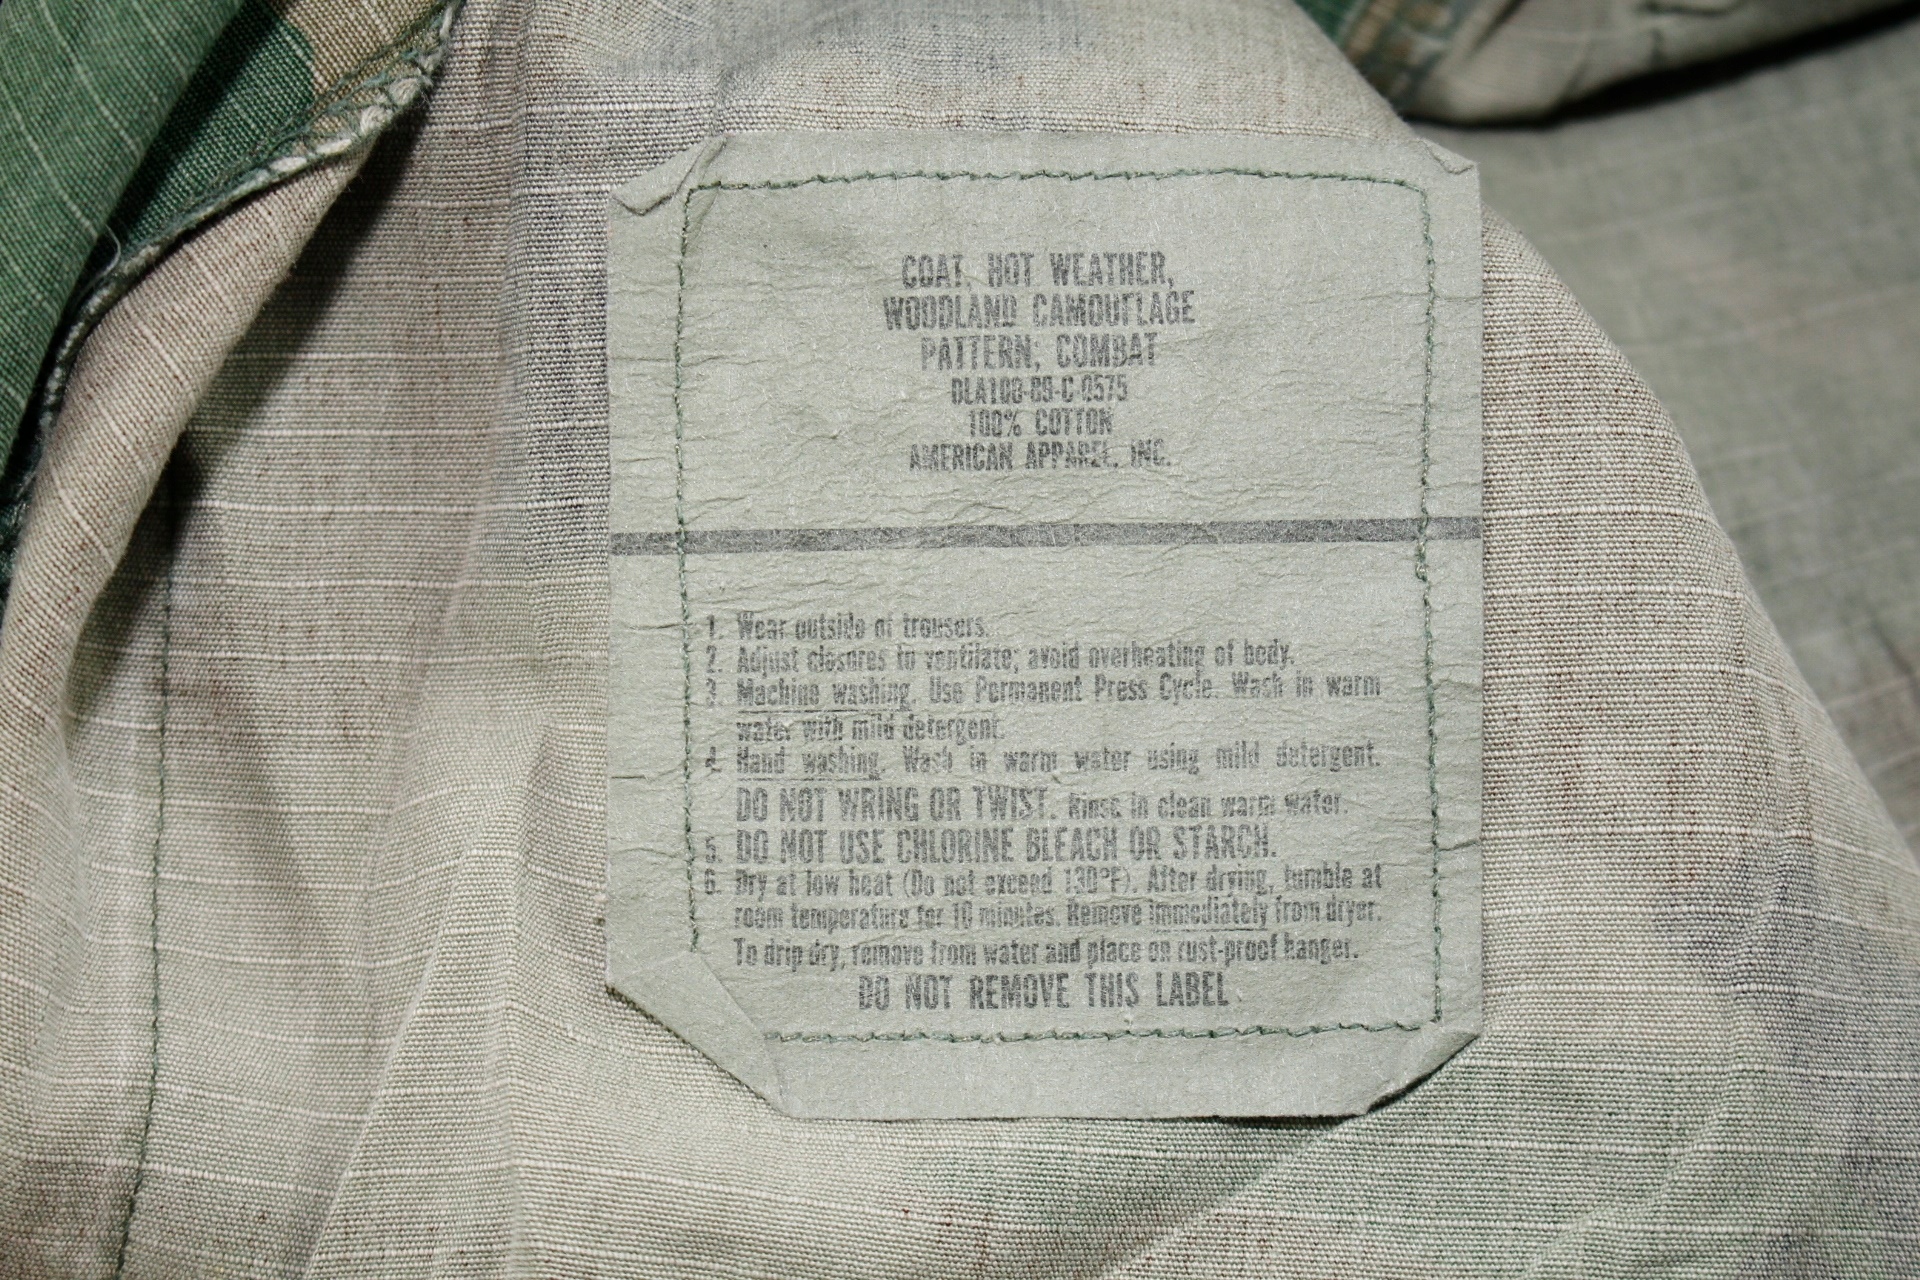 COAT, HOT WEATHER,
WOODLAND CAMOUFLAGE
PATTERN; COMBAT
DLA100-89-C-0575
100% COTTON
AMERICAN APPAREL, INC.
1. Wear outside of trousers.
2. Adjust closures to ventilate; avoid overheating of body.
3. Machine washing. Use Permanent Press Cycle. Wash in warm
water with mild detergent.
4. Hand washing. Wash in warm water using mild detergent.
DO NOT WRING OR TWIST. Rinse in clean warm water.
5. DO NOT USE CHLORINE BLEACH OR STARCH.
6. Dry at low heat (Do not exceed 130°F). After drying, tumble at
room temperature for 10 minutes. Remove immediately from dryer.
To drip dry, remove from water and place on rust-proof hanger.
DO NOT REMOVE THIS LABEL